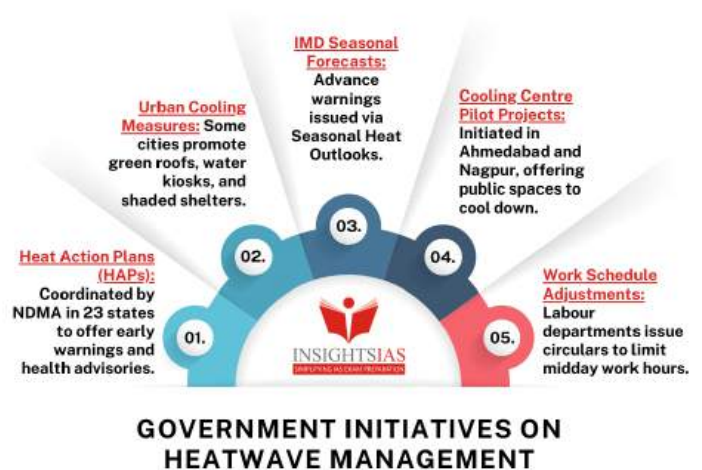 Heat Action Plans
(HAPs):
Coordinated by
NDMA in 23 states
to offer early
warnings and
health advisories.
01.
Urban Cooling
Measures: Some
cities promote
green roofs, water
kiosks, and
shaded shelters.
02.
IMD Seasonal
Forecasts:
Advance
warnings
issued via
Seasonal Heat
Outlooks.
03.
Cooling Centre
Pilot Projects:
Initiated in
Ahmedabad and
Nagpur, offering
public spaces to
cool down.
04.
Work Schedule
Adjustments:
Labour
departments issue
circulars to limit
midday work hours.
05.
INSIGHTSIAS
SIMPLIFYING IAS EXAM PREPARATION
GOVERNMENT INITIATIVES ON
HEATWAVE MANAGEMENT